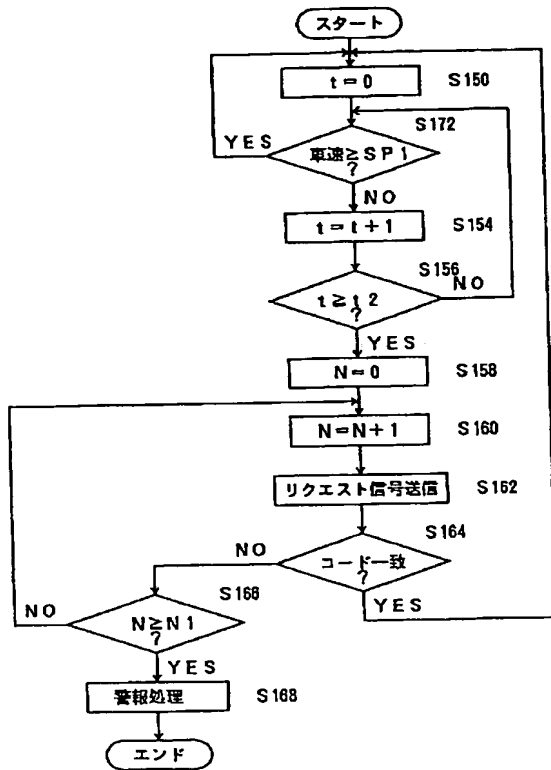 スタート
t=0 S150
S172
YES 車速≧SP1
?
NO
t=t+1 S154
S156
NO
t≧t2
?
YES
N=0 S158
N=N+1 S160
リクエスト信号送信 S162
S164
NO コード一致
?
YES
S166
NO N≧N1
?
YES
警報処理 S168
エンド